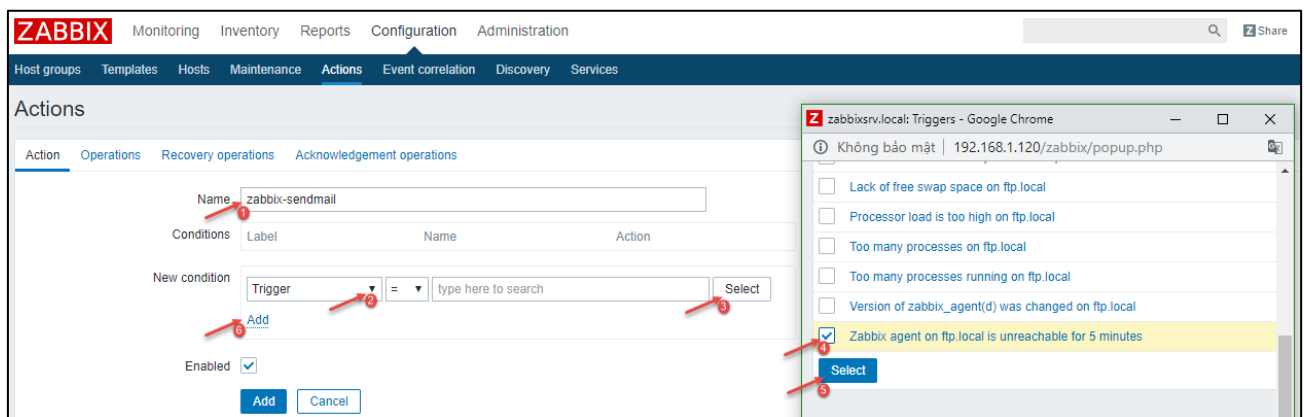 ZABBIX Monitoring Inventory Reports Configuration Administration Z Share
Host groups Templates Hosts Maintenance Actions Event correlation Discovery Services
Actions
Action Operations Recovery operations Acknowledgement operations
Name zabbix-sendmail
1
Conditions Label Name Action
New condition Trigger = type here to search Select
2 3
Add
6
Enabled
Add Cancel
Z zabbixsrv.local: Triggers - Google Chrome
Không bảo mật | 192.168.1.120/zabbix/popup.php
Lack of free swap space on ftp.local
Processor load is too high on ftp.local
Too many processes on ftp.local
Too many processes running on ftp.local
Version of zabbix_agent(d) was changed on ftp.local
Zabbix agent on ftp.local is unreachable for 5 minutes
4
Select
5